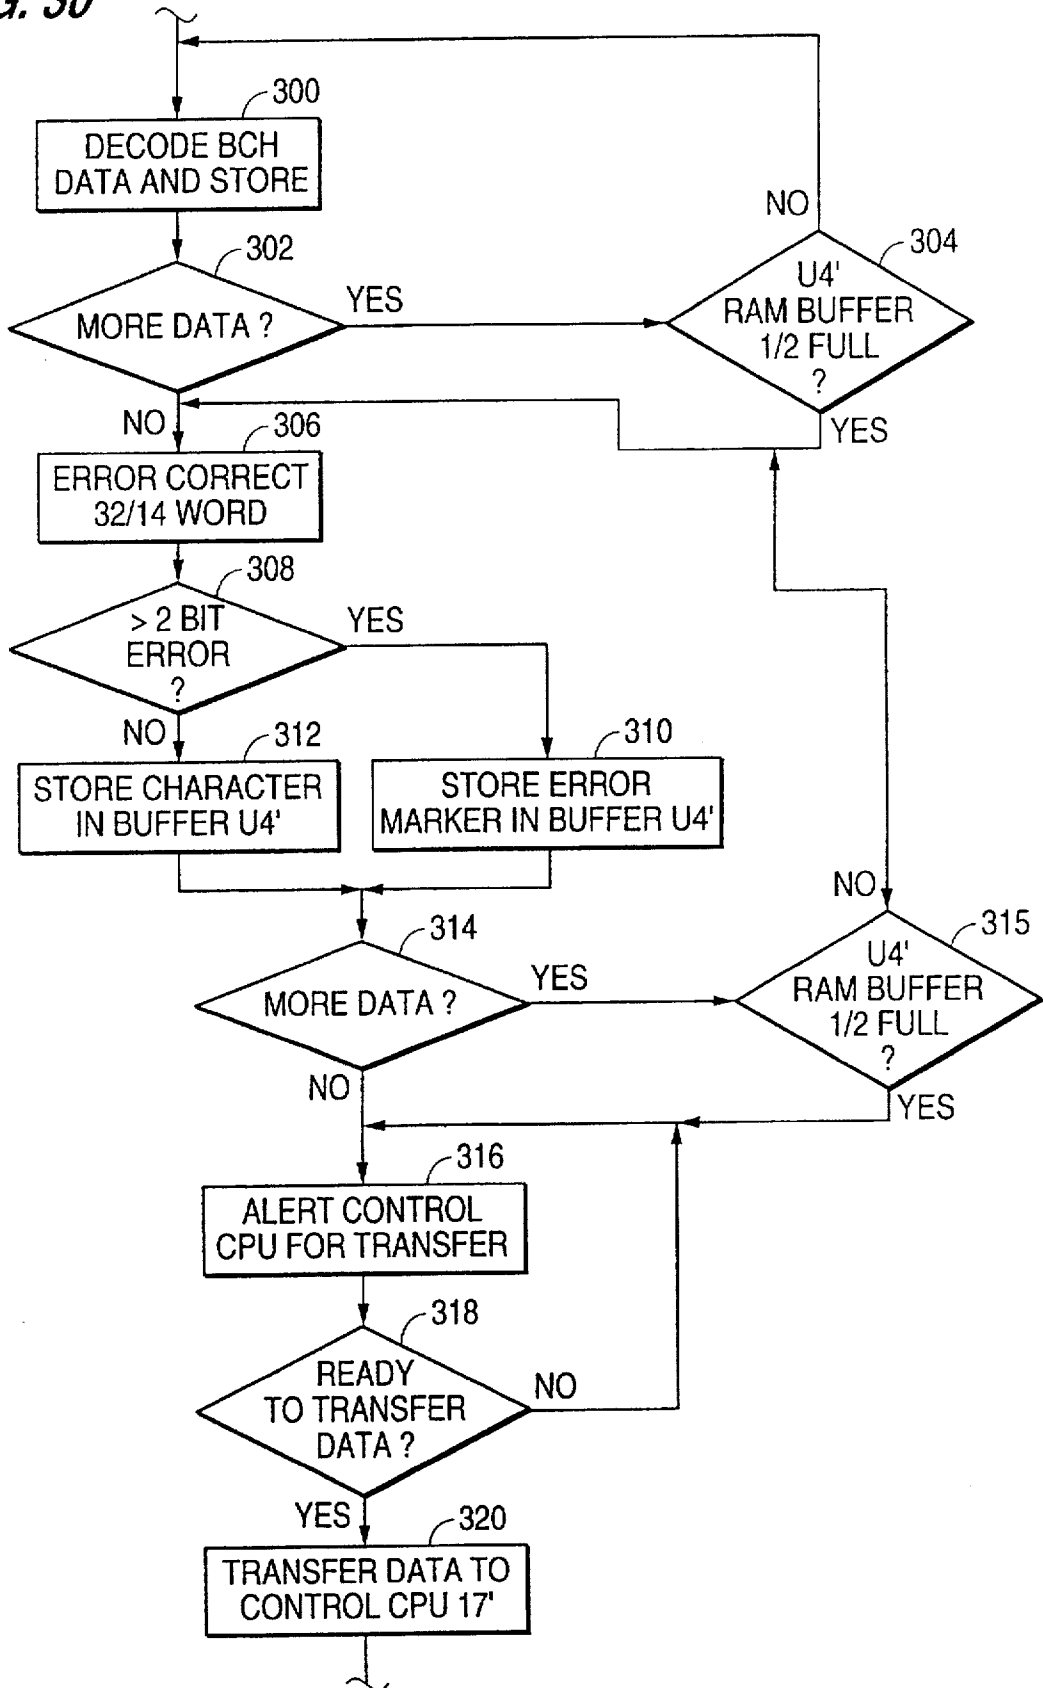 G. 30
300
DECODE BCH
DATA AND STORE
302
MORE DATA ?
YES
NO
304
U4'
RAM BUFFER
1/2 FULL
?
YES
NO
306
ERROR CORRECT
32/14 WORD
308
> 2 BIT
ERROR
?
YES
NO
312
STORE CHARACTER
IN BUFFER U4'
310
STORE ERROR
MARKER IN BUFFER U4'
314
MORE DATA ?
YES
NO
315
NO
U4'
RAM BUFFER
1/2 FULL
?
YES
316
ALERT CONTROL
CPU FOR TRANSFER
318
READY
TO TRANSFER
DATA ?
NO
YES
320
TRANSFER DATA TO
CONTROL CPU 17'